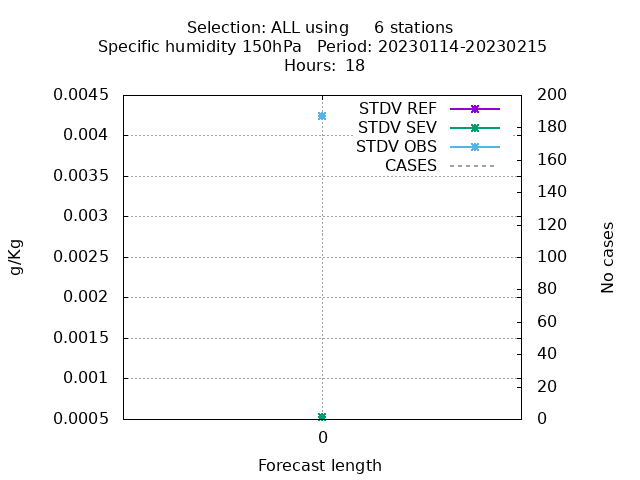 Selection: ALL using     6 stations
Specific humidity 150hPa   Period: 20230114-20230215
Hours:  18
STDV REF
STDV SEV
STDV OBS
CASES
0.0045
0.004
0.0035
0.003
0.0025
0.002
0.0015
0.001
0.0005
200
180
160
140
120
100
80
60
40
20
0
g/Kg
No cases
0
Forecast length